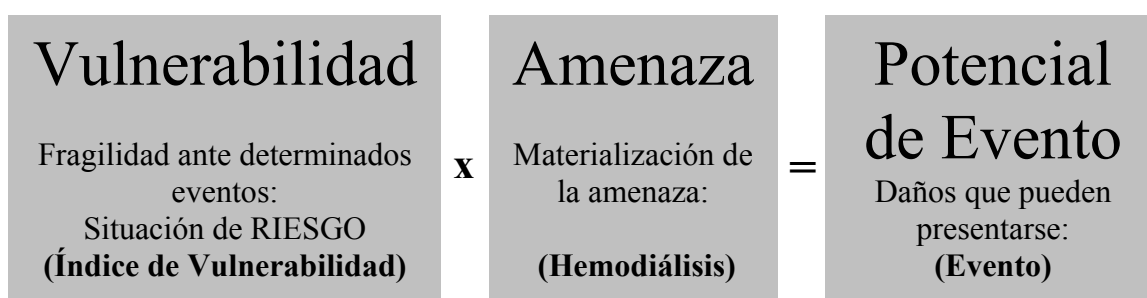 Vulnerabilidad
Fragilidad ante determinados
eventos:
Situación de RIESGO
(Índice de Vulnerabilidad)
x
Amenaza
Materialización de
la amenaza:
(Hemodiálisis)
=
Potencial
de Evento
Daños que pueden
presentarse:
(Evento)